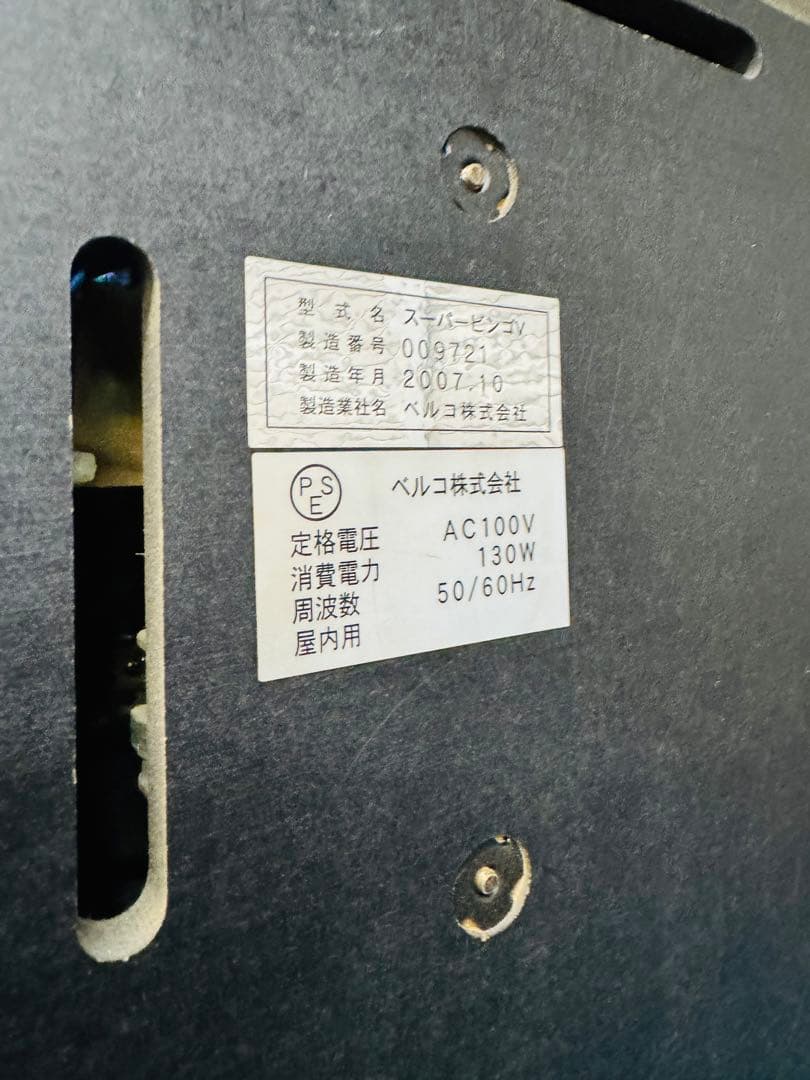 型式名 スーパービンゴV
製造番号 009721
製造年月 2007.10
製造業社名 ベルコ株式会社
PSE ベルコ株式会社
定格電圧 AC100V
消費電力 130W
周波数 50/60Hz
屋内用